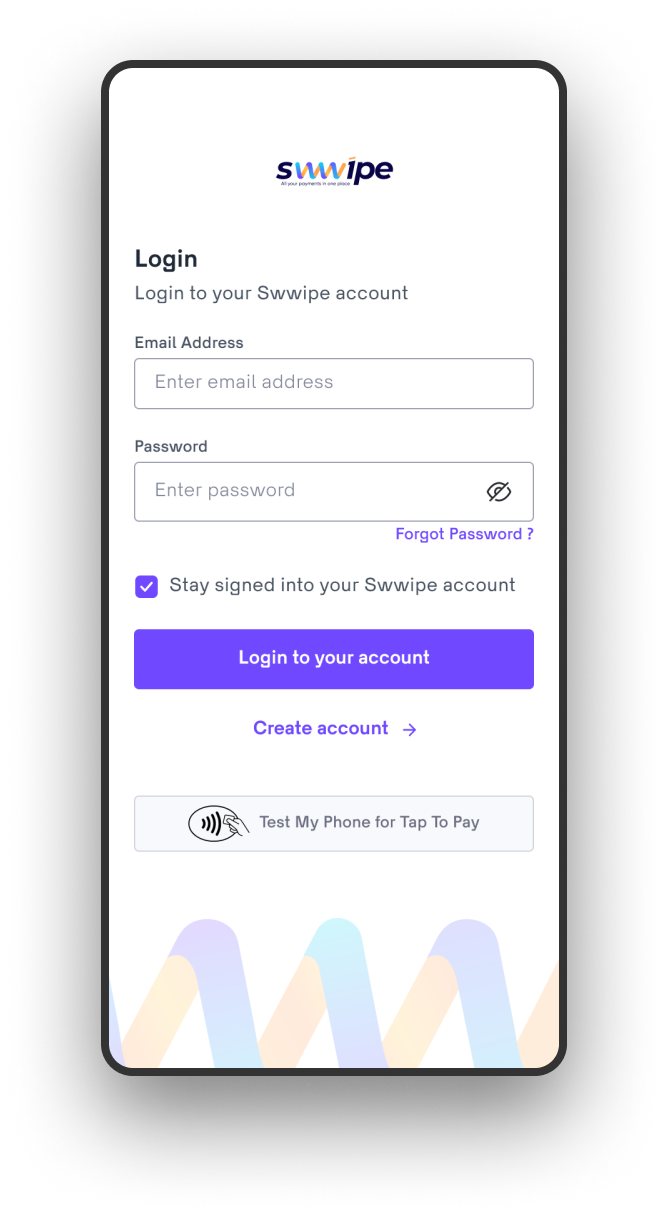 swwipe
All your payments in one place
Login
Login to your Swwipe account
Email Address
Enter email address
Password
Enter password
Forgot Password ?
Stay signed into your Swwipe account
Login to your account
Create account →
Test My Phone for Tap To Pay